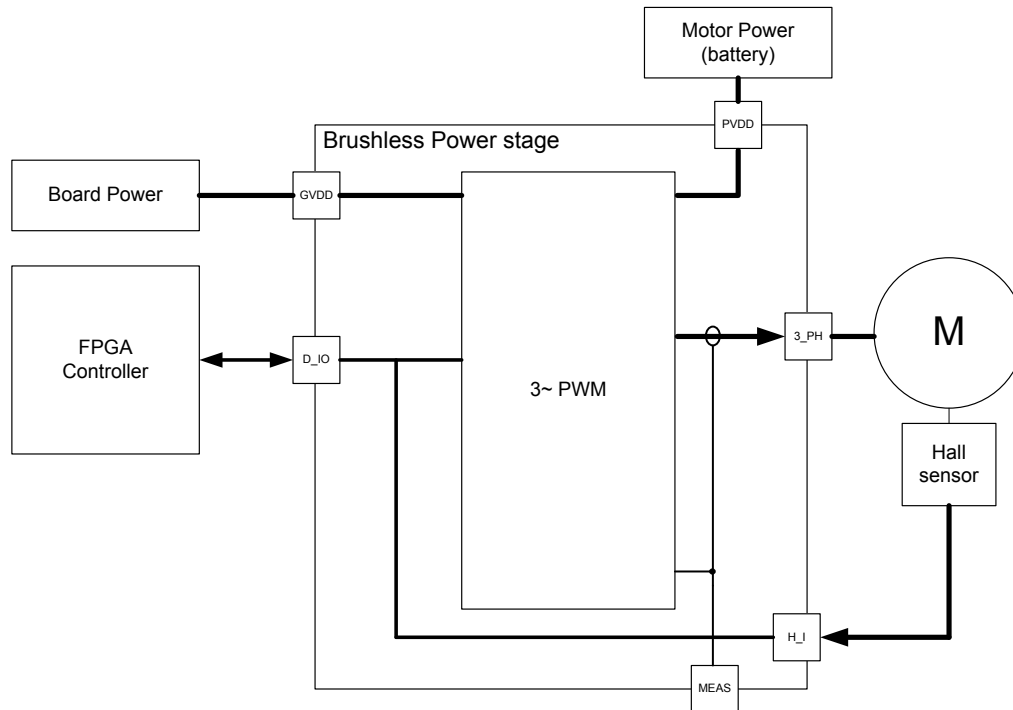 Motor Power
(battery)
PVDD
Brushless Power stage
Board Power
GVDD
FPGA
Controller
D_IO
3~ PWM
3_PH
M
Hall
sensor
H_I
MEAS